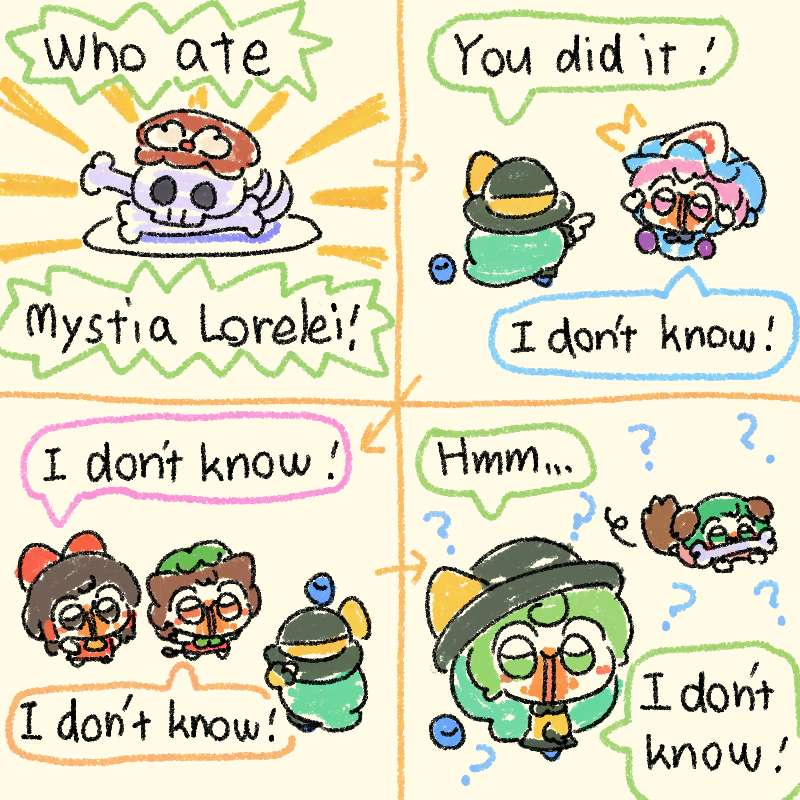 Who ate
Mystia Lorelei!
You did it!
I don't know!
I don't know!
I don't know!
Hmm...
? ? ? ? ? ? ?
I don't
know!